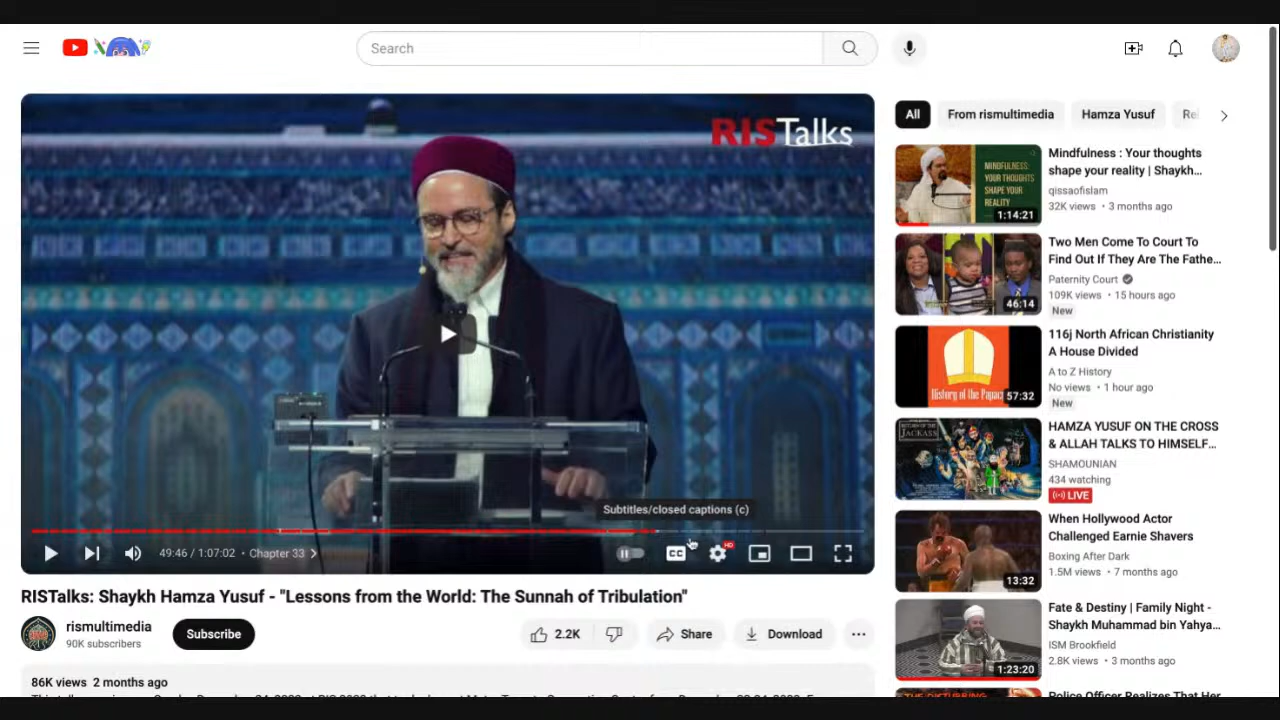 Search
All
From rismultimedia
Hamza Yusuf
Rel
RISTalks
MINDFULNESS:
YOUR THOUGHTS
SHAPE YOUR
REALITY
1:14:21
Mindfulness : Your thoughts
shape your reality | Shaykh...
qissaofislam
32K views • 3 months ago
46:14
Two Men Come To Court To
Find Out If They Are The Fathe...
Paternity Court
109K views • 15 hours ago
New
History of the Papacy
57:32
116j North African Christianity
A House Divided
A to Z History
No views • 1 hour ago
New
RETURN OF THE
JACKASS
HAMZA YUSUF ON THE CROSS
& ALLAH TALKS TO HIMSELF...
SHAMOUNIAN
434 watching
LIVE
13:32
When Hollywood Actor
Challenged Earnie Shavers
Boxing After Dark
1.5M views • 7 months ago
1:23:20
Fate & Destiny | Family Night -
Shaykh Muhammad bin Yahya...
ISM Brookfield
2.8K views • 3 months ago
Police Officer Realizes That Her
Subtitles/closed captions (c)
49:46 / 1:07:02 • Chapter 33
CC
HD
RISTalks: Shaykh Hamza Yusuf - "Lessons from the World: The Sunnah of Tribulation"
rismultimedia
90K subscribers
Subscribe
2.2K
Share
Download
86K views 2 months ago